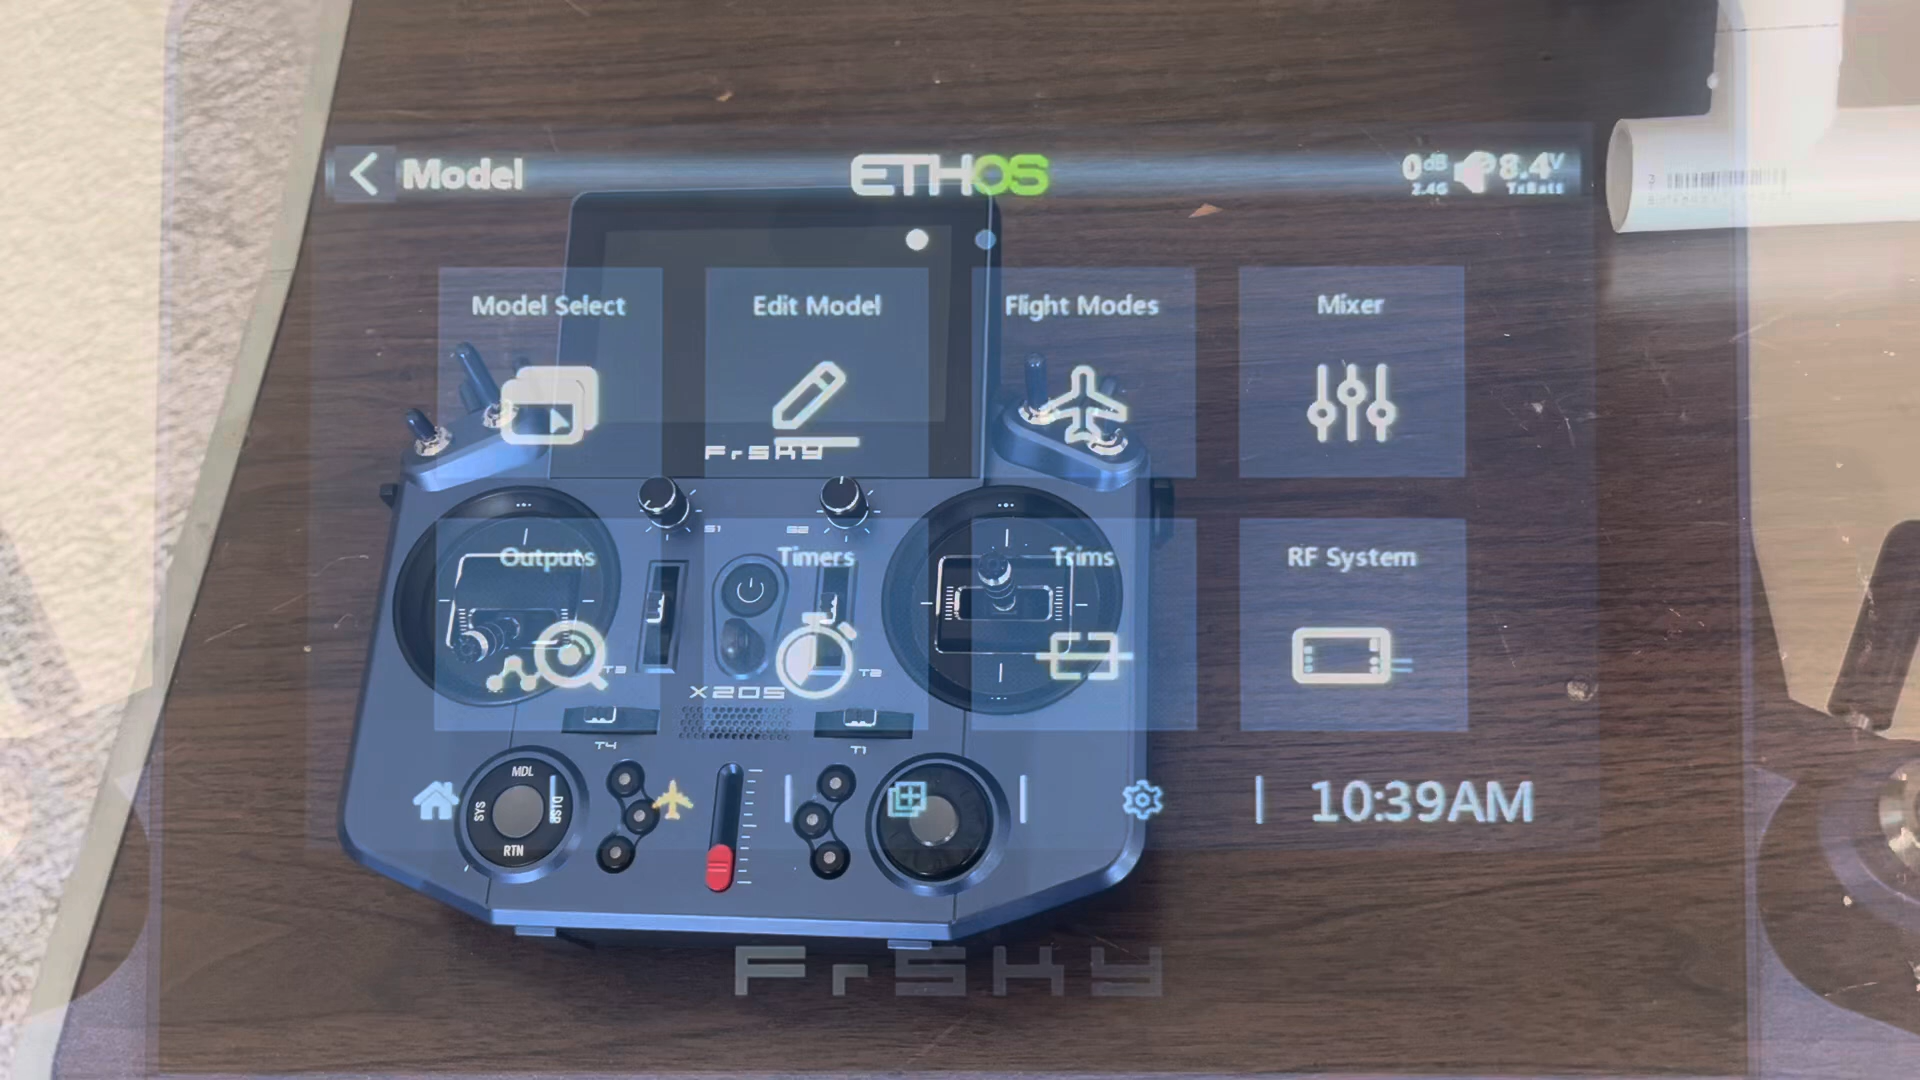 Model
ETHOS
0dB
2.4G
8.4V
TxBatt
Model Select
Edit Model
Flight Modes
Mixer
FrSKY
S1
S2
Outputs
Timers
Trims
RF System
T3
T2
X20S
T4
T1
MDL
SYS
DISP
RTN
10:39AM
FrSKY